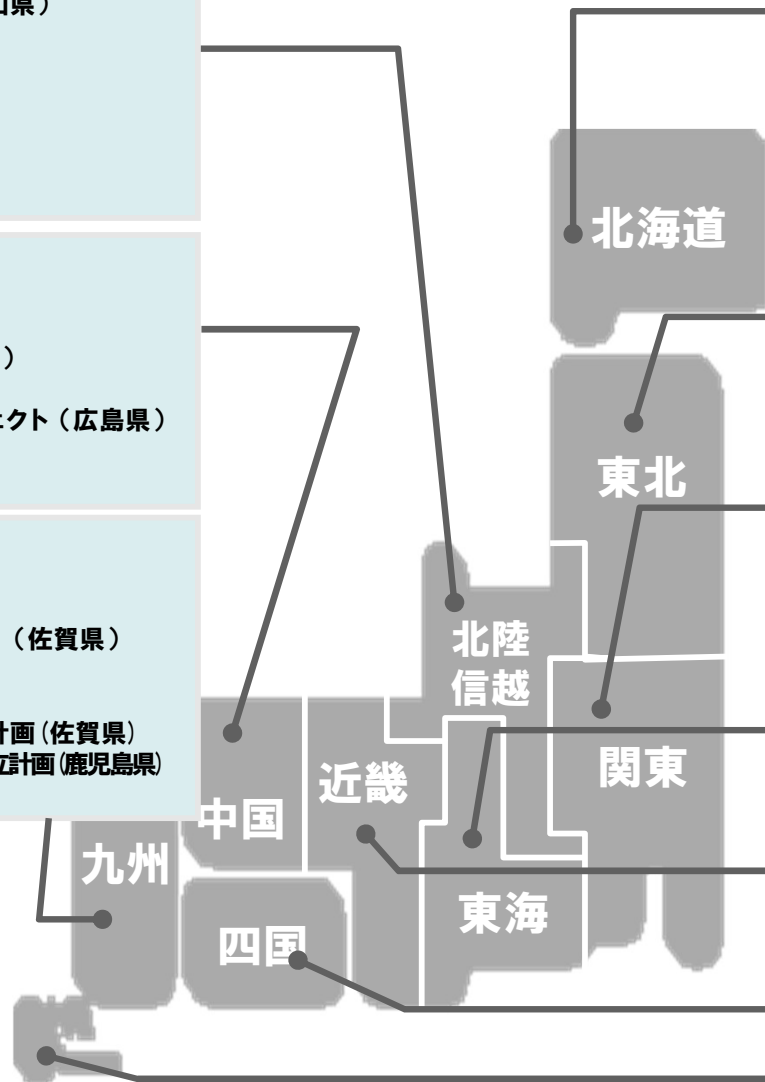 山県）
）
ェクト（広島県）
（佐賀県）
計画（佐賀県）
立計画（鹿児島県）
北海道
東北
北陸
信越
関東
近畿
中国
九州
東海
四国